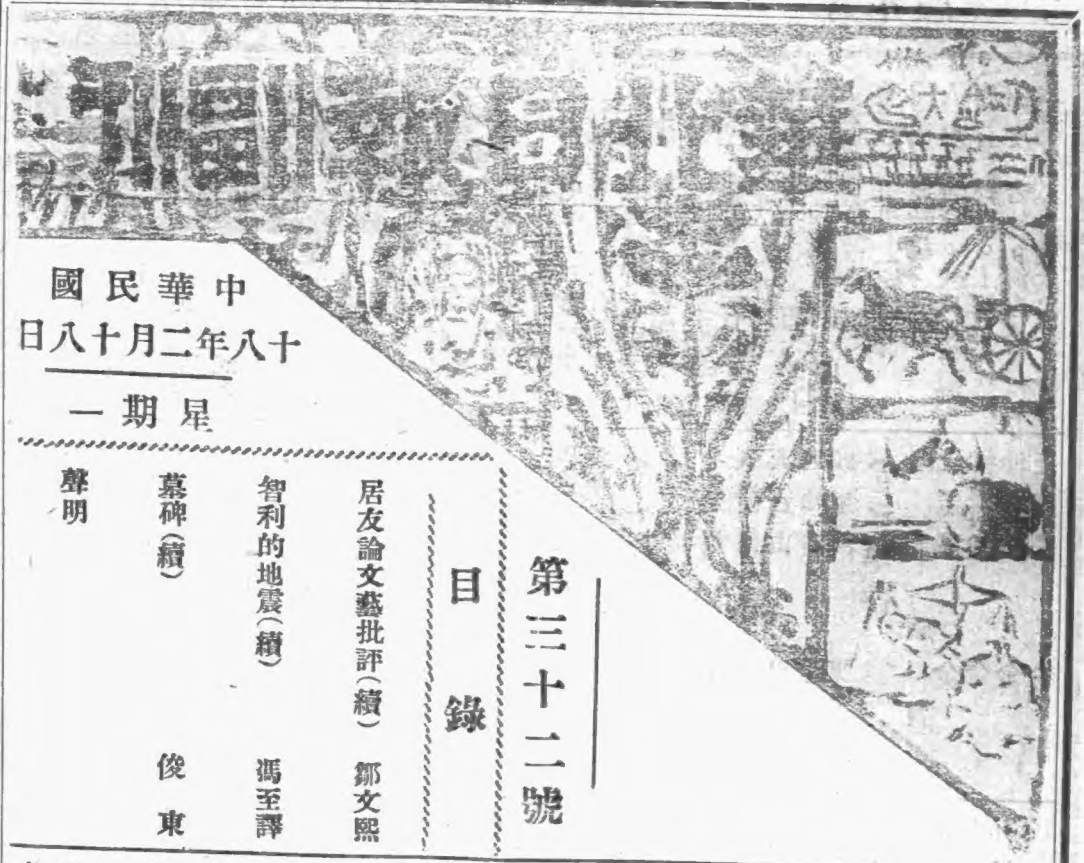 中華民國
十八年二月十八日
星期一
第三十二號
目錄
居友論文藝批評(續) 鄒文熙
智利的地震(續) 馮至譯
墓碑(續) 俊東
聲明